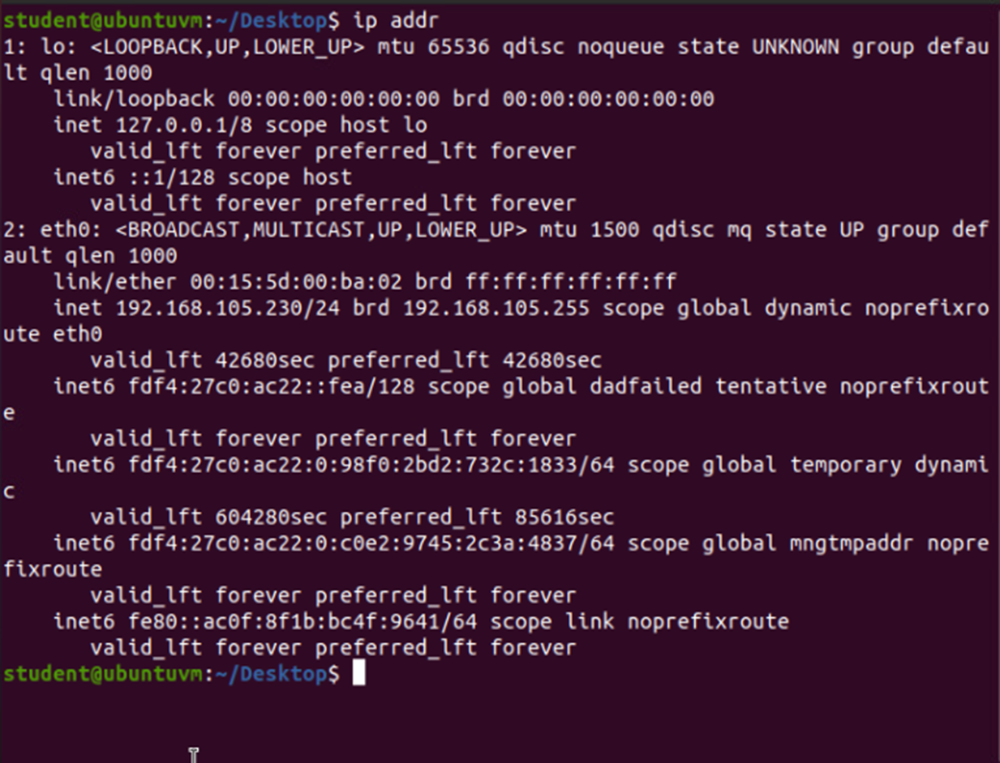 student@ubuntuvm:~/Desktop$ ip addr
1: lo: <LOOPBACK,UP,LOWER_UP> mtu 65536 qdisc noqueue state UNKNOWN group defau
lt qlen 1000
    link/loopback 00:00:00:00:00:00 brd 00:00:00:00:00:00
    inet 127.0.0.1/8 scope host lo
       valid_lft forever preferred_lft forever
    inet6 ::1/128 scope host
       valid_lft forever preferred_lft forever
2: eth0: <BROADCAST,MULTICAST,UP,LOWER_UP> mtu 1500 qdisc mq state UP group def
ault qlen 1000
    link/ether 00:15:5d:00:ba:02 brd ff:ff:ff:ff:ff:ff
    inet 192.168.105.230/24 brd 192.168.105.255 scope global dynamic noprefixro
ute eth0
       valid_lft 42680sec preferred_lft 42680sec
    inet6 fdf4:27c0:ac22::fea/128 scope global dadfailed tentative noprefixrout
e
       valid_lft forever preferred_lft forever
    inet6 fdf4:27c0:ac22:0:98f0:2bd2:732c:1833/64 scope global temporary dynami
c
       valid_lft 604280sec preferred_lft 85616sec
    inet6 fdf4:27c0:ac22:0:c0e2:9745:2c3a:4837/64 scope global mngtmpaddr nopre
fixroute
       valid_lft forever preferred_lft forever
    inet6 fe80::ac0f:8f1b:bc4f:9641/64 scope link noprefixroute
       valid_lft forever preferred_lft forever
student@ubuntuvm:~/Desktop$